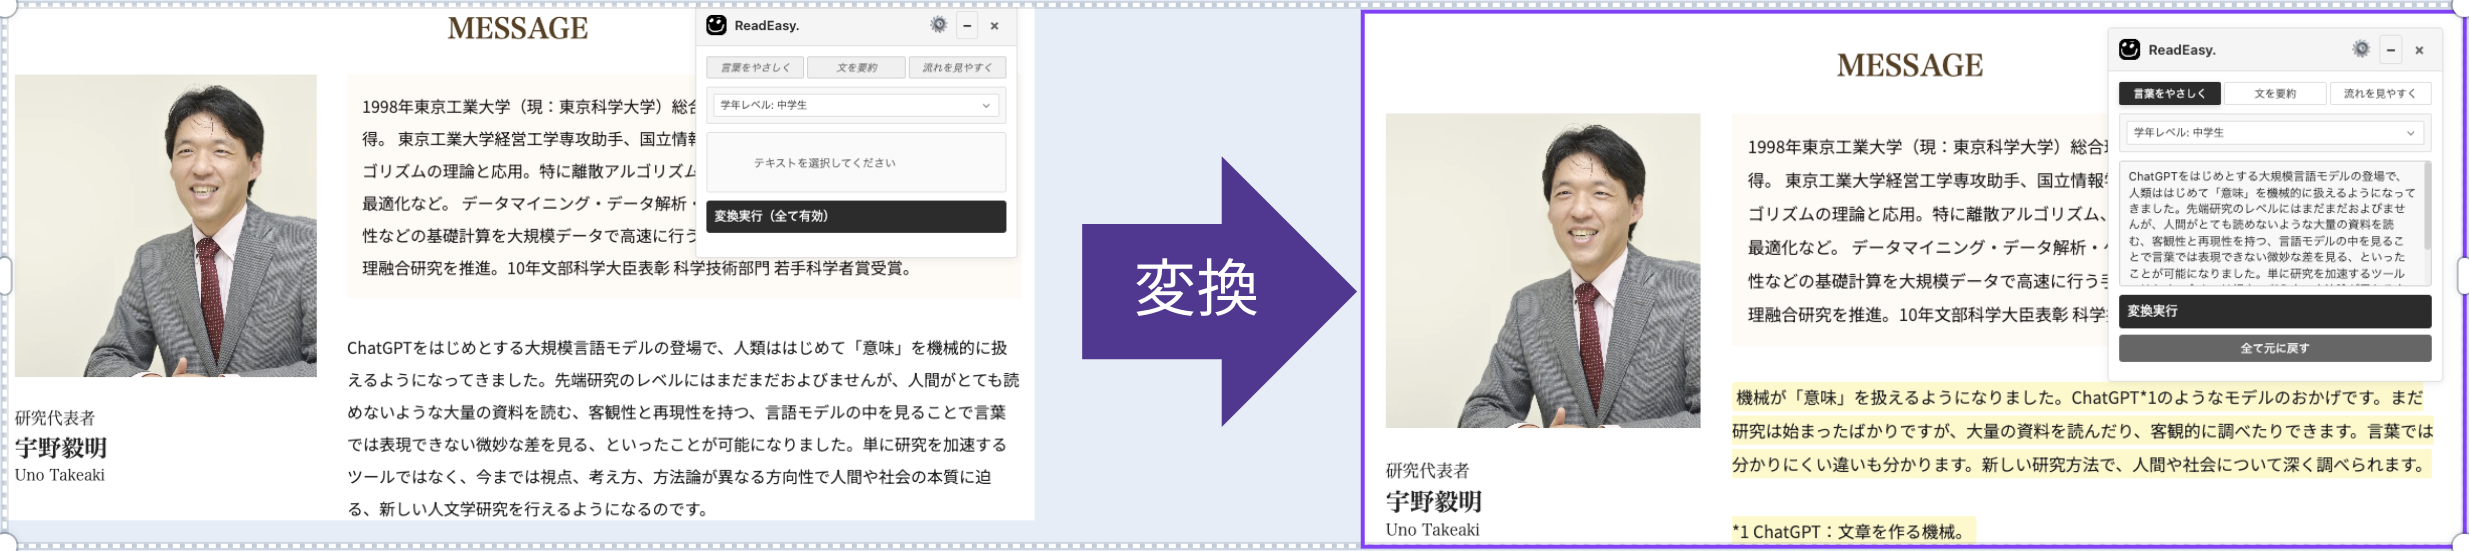 MESSAGE
ReadEasy.
言葉をやさしく
文を要約
流れを見やすく
学年レベル: 中学生
テキストを選択してください
変換実行（全て有効）
1998年東京工業大学（現：東京科学大学）総合
得。 東京工業大学経営工学専攻助手、国立情報
ゴリズムの理論と応用。特に離散アルゴリズム
最適化など。 データマイニング・データ解析・
性などの基礎計算を大規模データで高速に行う
理融合研究を推進。10年文部科学大臣表彰 科学技術部門 若手科学者賞受賞。
ChatGPTをはじめとする大規模言語モデルの登場で、人類ははじめて「意味」を機械的に扱
えるようになってきました。先端研究のレベルにはまだまだおよびませんが、人間がとても読
めないような大量の資料を読む、客観性と再現性を持つ、言語モデルの中を見ることで言葉
では表現できない微妙な差を見る、といったことが可能になりました。単に研究を加速する
ツールではなく、今までは視点、考え方、方法論が異なる方向性で人間や社会の本質に迫
る、新しい人文学研究を行えるようになるのです。
研究代表者
宇野毅明
Uno Takeaki
変換
MESSAGE
ReadEasy.
言葉をやさしく
文を要約
流れを見やすく
学年レベル: 中学生
ChatGPTをはじめとする大規模言語モデルの登場で、
人類ははじめて「意味」を機械的に扱えるようになって
きました。先端研究のレベルにはまだまだおよびませ
んが、人間がとても読めないような大量の資料を読
む、客観性と再現性を持つ、言語モデルの中を見るこ
とで言葉では表現できない微妙な差を見る、といった
ことが可能になりました。単に研究を加速するツール
変換実行
全て元に戻す
1998年東京工業大学（現：東京科学大学）総合
得。 東京工業大学経営工学専攻助手、国立情報
ゴリズムの理論と応用。特に離散アルゴリズム、
最適化など。 データマイニング・データ解析・
性などの基礎計算を大規模データで高速に行う
理融合研究を推進。10年文部科学大臣表彰 科学
機械が「意味」を扱えるようになりました。ChatGPT*1のようなモデルのおかげです。まだ
研究は始まったばかりですが、大量の資料を読んだり、客観的に調べたりできます。言葉では
分かりにくい違いも分かります。新しい研究方法で、人間や社会について深く調べられます。
*1 ChatGPT：文章を作る機械。
研究代表者
宇野毅明
Uno Takeaki